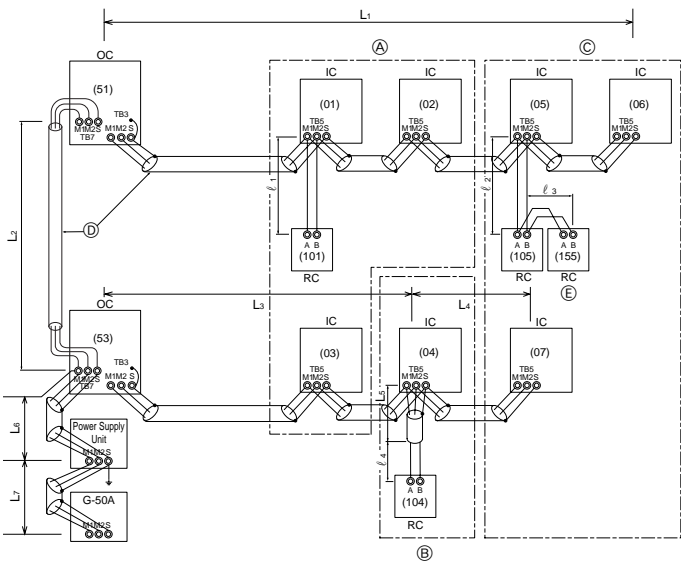 L1
A
C
OC
IC
IC
IC
IC
(51)
(01)
(02)
(05)
(06)
TB3
TB5
TB5
TB5
TB5
M1M2S
M1M2 S
M1M2S
M1M2S
M1M2S
M1M2S
TB7
ℓ1
ℓ2
ℓ3
L2
D
A B
A B
A B
(101)
(105)
(155)
RC
RC
RC
E
OC
L3
L4
IC
IC
IC
(53)
(03)
(04)
(07)
TB3
TB5
TB5
TB5
M1M2S
M1M2 S
M1M2S
M1M2S
M1M2S
TB7
L5
L6
Power Supply
Unit
M1M2S
ℓ4
A B
(104)
RC
L7
G-50A
M1M2S
B